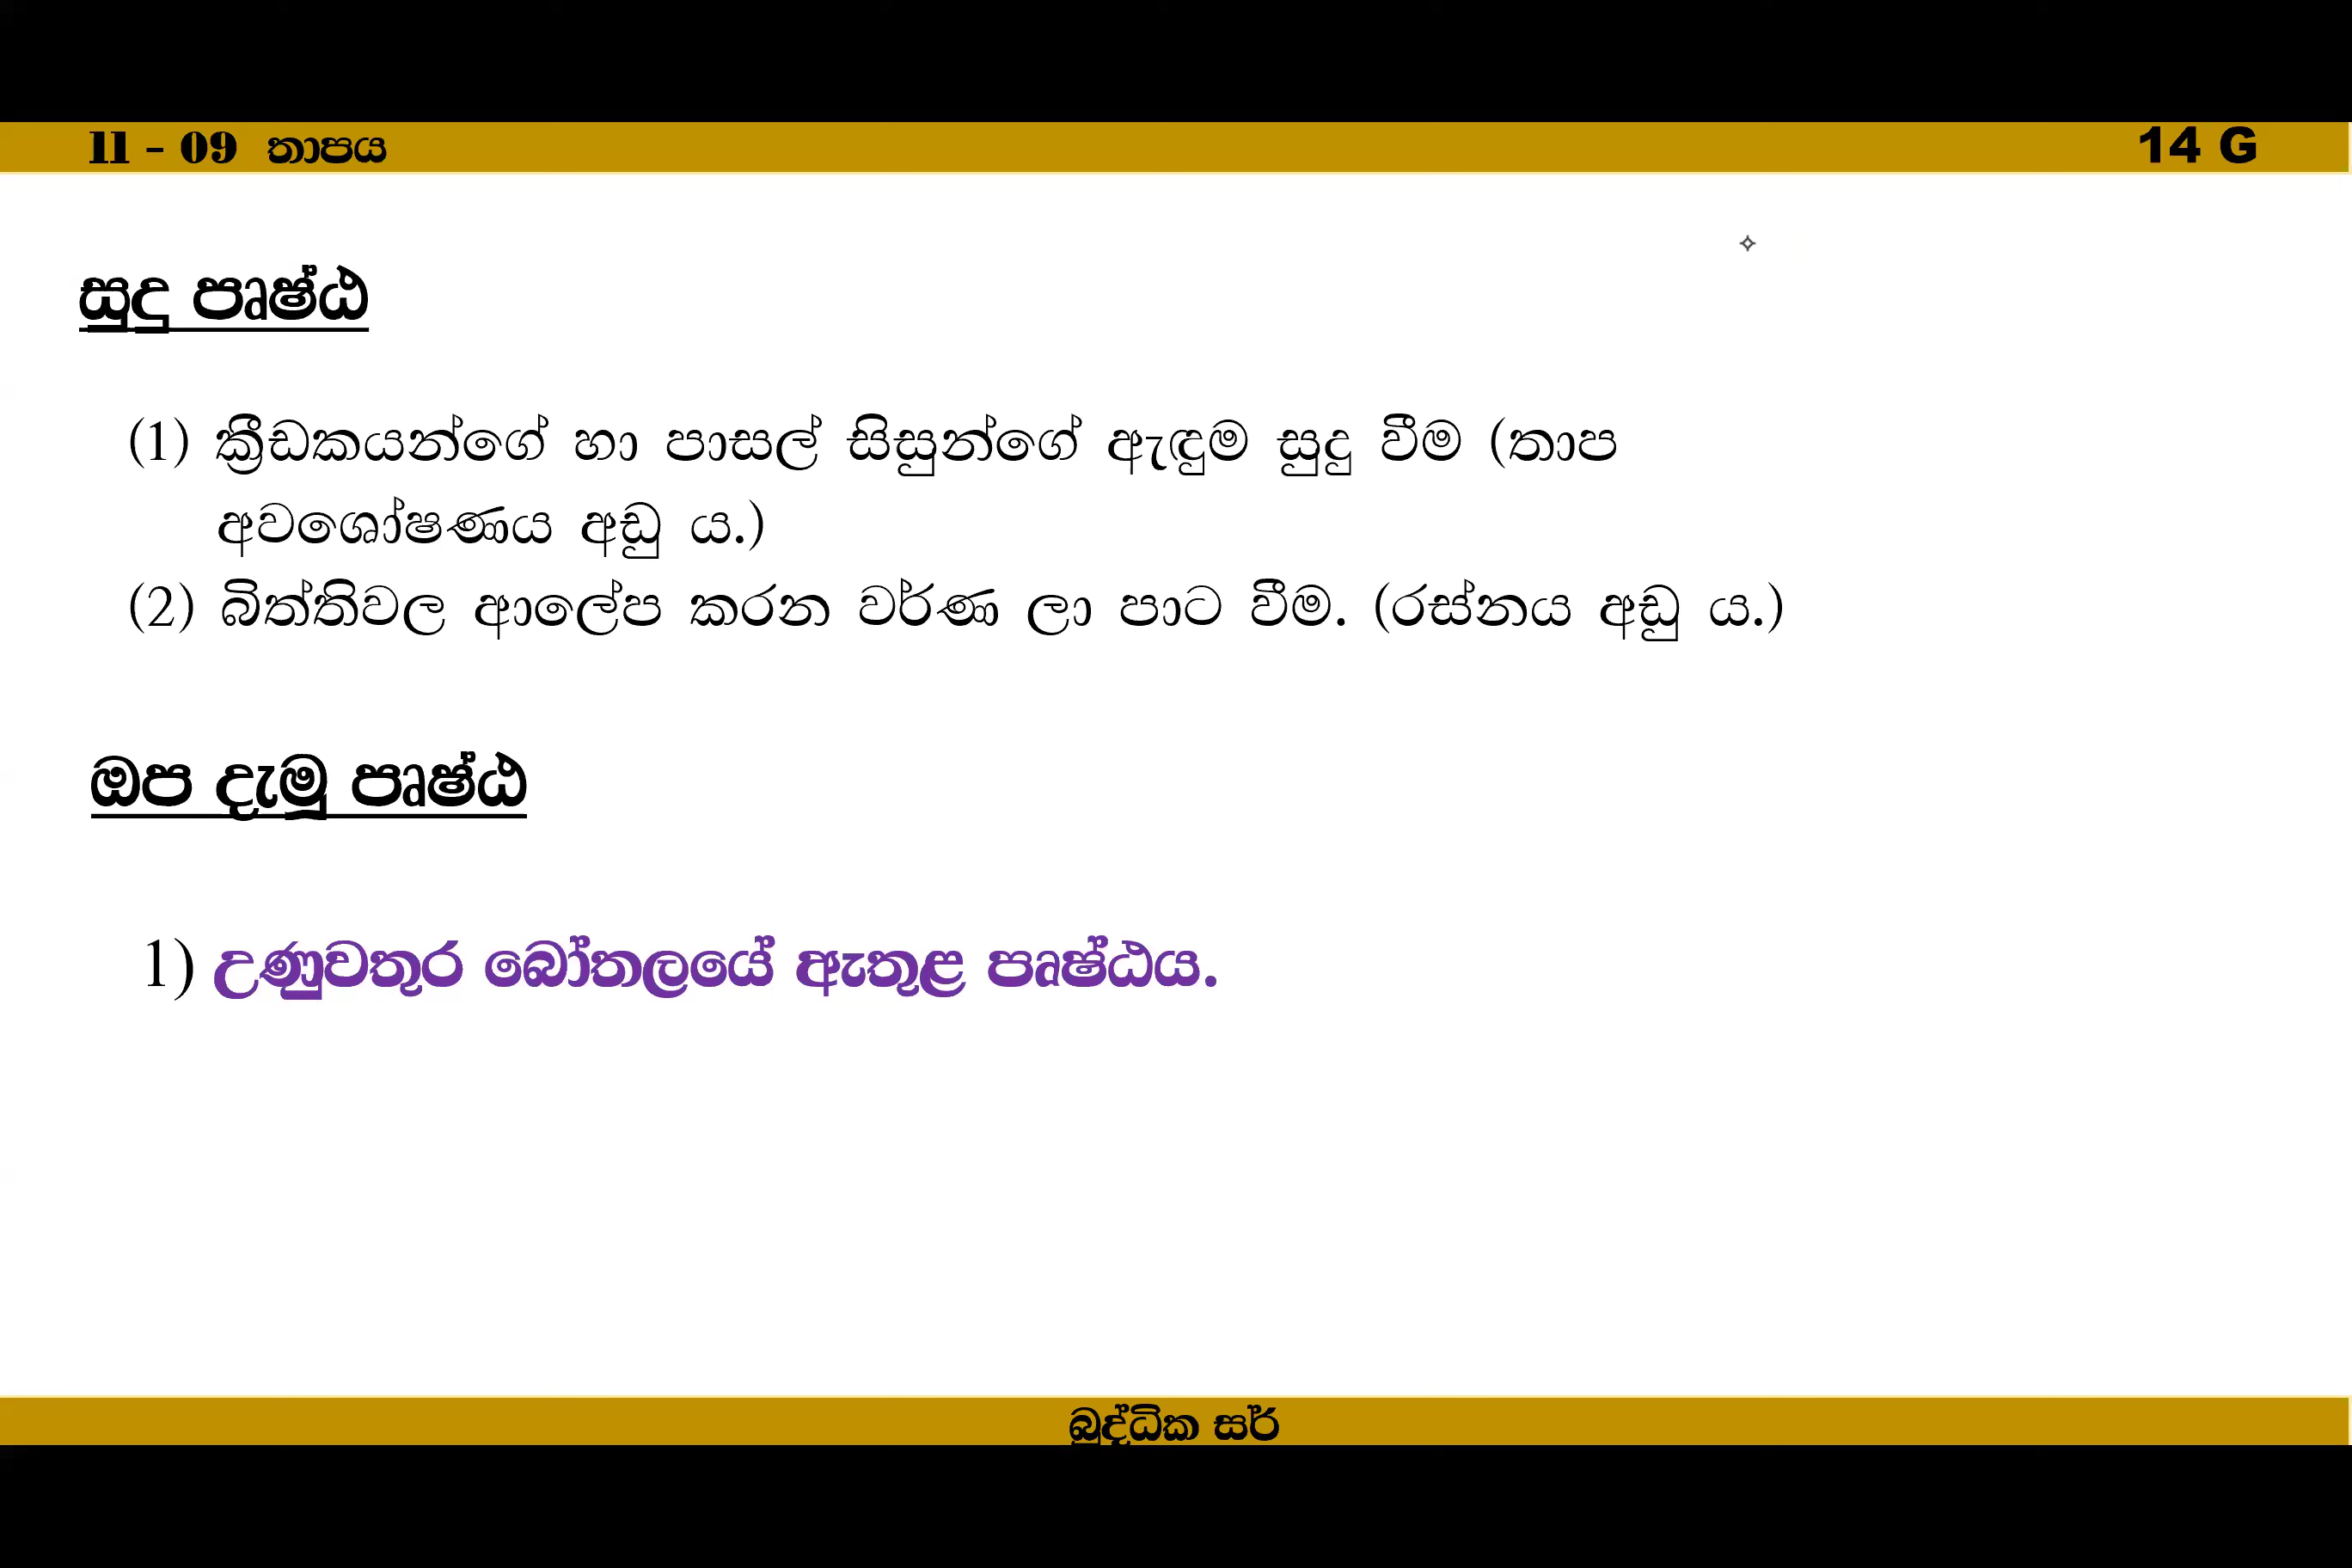 11 - 09 තාපය
14 G
සුදු පෘෂ්ඨ
(1) ක්‍රීඩකයන්ගේ හා පාසල් සිසුන්ගේ ඇඳුම සුදු වීම (තාප
අවශෝෂණය අඩු ය.)
(2) බිත්තිවල ආලේප කරන වර්ණ ලා පාට වීම. (රස්නය අඩු ය.)
ඔප දැමූ පෘෂ්ඨ
1) උණුවතුර බෝතලයේ ඇතුළ පෘෂ්ඨය.
බුද්ධික සර්